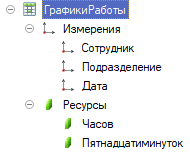 ГрафикиРаботы
Измерения
Сотрудник
Подразделение
Дата
Ресурсы
Часов
Пятнадцатиминуток